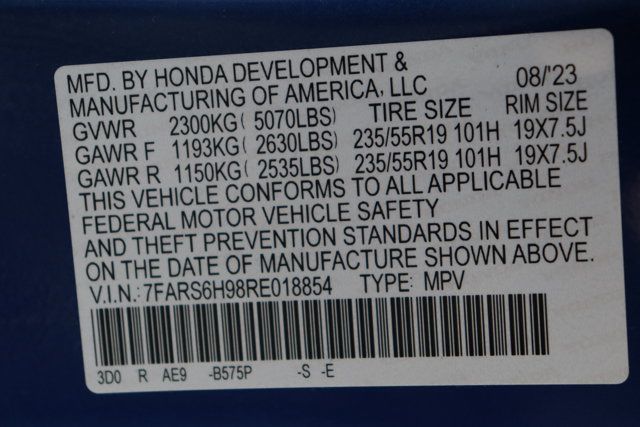 MFD. BY HONDA DEVELOPMENT &
MANUFACTURING OF AMERICA, LLC 08/'23
GVWR 2300KG( 5070LBS) TIRE SIZE RIM SIZE
GAWR F 1193KG( 2630LBS) 235/55R19 101H 19X7.5J
GAWR R 1150KG( 2535LBS) 235/55R19 101H 19X7.5J
THIS VEHICLE CONFORMS TO ALL APPLICABLE
FEDERAL MOTOR VEHICLE SAFETY
AND THEFT PREVENTION STANDARDS IN EFFECT
ON THE DATE OF MANUFACTURE SHOWN ABOVE.
V.I.N.:7FARS6H98RE018854 TYPE: MPV
3D0 R AE9 -B575P -S -E